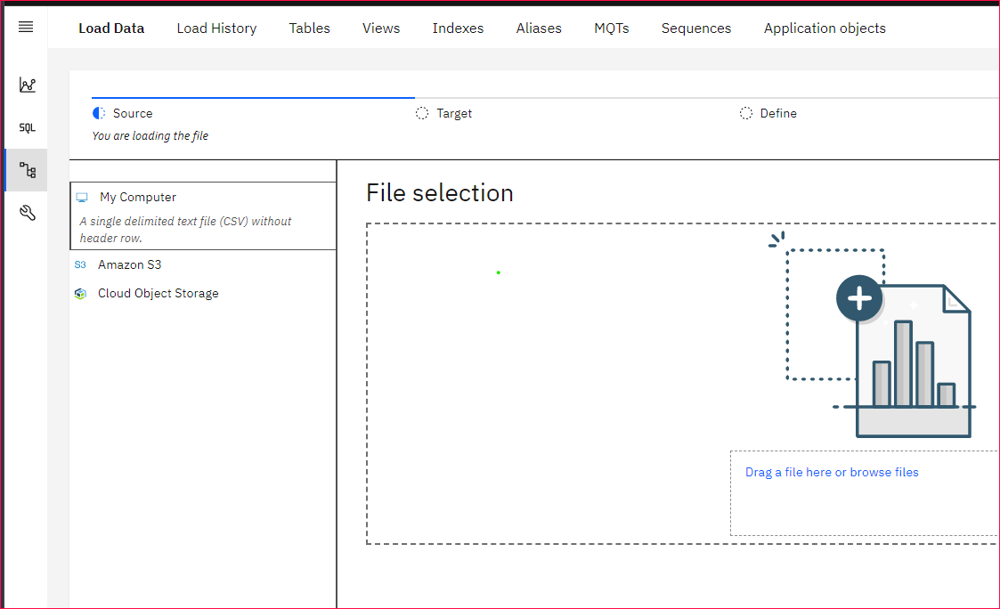 Load Data
Load History
Tables
Views
Indexes
Aliases
MQTs
Sequences
Application objects
SQL
Source
Target
Define
You are loading the file
My Computer
A single delimited text file (CSV) without
header row.
S3 Amazon S3
Cloud Object Storage
File selection
Drag a file here or browse files